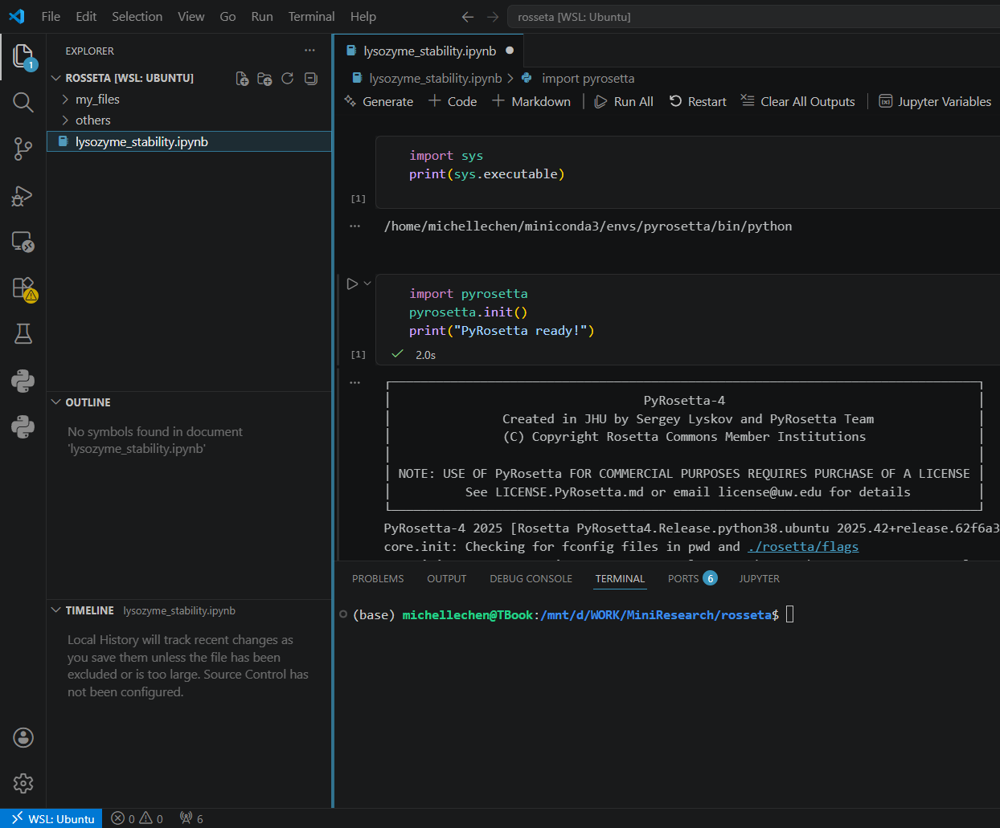 File Edit Selection View Go Run Terminal Help
rosseta [WSL: Ubuntu]
1
EXPLORER
ROSSETA [WSL: UBUNTU]
my_files
others
lysozyme_stability.ipynb
OUTLINE
No symbols found in document
'lysozyme_stability.ipynb'
TIMELINE lysozyme_stability.ipynb
Local History will track recent changes as
you save them unless the file has been
excluded or is too large. Source Control has
not been configured.
lysozyme_stability.ipynb
lysozyme_stability.ipynb > import pyrosetta
Generate + Code + Markdown | Run All Restart Clear All Outputs | Jupyter Variables
import sys
print(sys.executable)
[1]
/home/michellechen/miniconda3/envs/pyrosetta/bin/python
import pyrosetta
pyrosetta.init()
print("PyRosetta ready!")
[1] ✓ 2.0s
PyRosetta-4
Created in JHU by Sergey Lyskov and PyRosetta Team
(C) Copyright Rosetta Commons Member Institutions
NOTE: USE OF PyRosetta FOR COMMERCIAL PURPOSES REQUIRES PURCHASE OF A LICENSE
See LICENSE.PyRosetta.md or email license@uw.edu for details
PyRosetta-4 2025 [Rosetta PyRosetta4.Release.python38.ubuntu 2025.42+release.62f6a3
core.init: Checking for fconfig files in pwd and ./rosetta/flags
PROBLEMS OUTPUT DEBUG CONSOLE TERMINAL PORTS 6 JUPYTER
(base) michellechen@TBook:/mnt/d/WORK/MiniResearch/rosseta$
WSL: Ubuntu 0 0 6